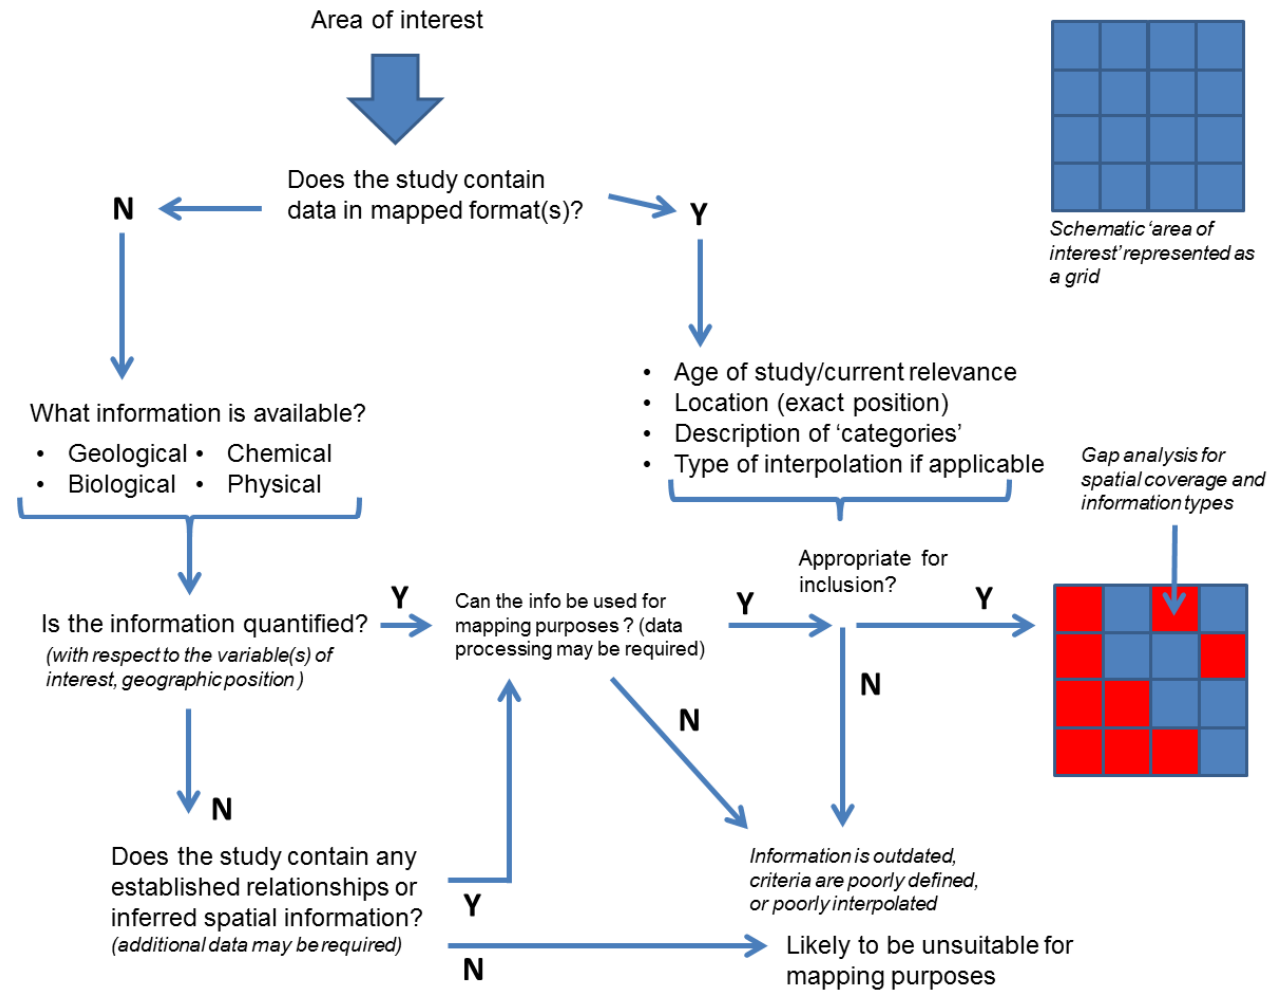 Area of interest
Does the study contain
data in mapped format(s)?
N
Y
Schematic ‘area of
interest’ represented as
a grid
What information is available?
• Geological • Chemical
• Biological • Physical
• Age of study/current relevance
• Location (exact position)
• Description of ‘categories’
• Type of interpolation if applicable
Gap analysis for
spatial coverage and
information types
Appropriate for
inclusion?
Is the information quantified?
(with respect to the variable(s) of
interest, geographic position )
Y
Can the info be used for
mapping purposes ? (data
processing may be required)
Y
Y
N
N
N
Does the study contain any
established relationships or
inferred spatial information?
(additional data may be required)
Y
N
Information is outdated,
criteria are poorly defined,
or poorly interpolated
Likely to be unsuitable for
mapping purposes